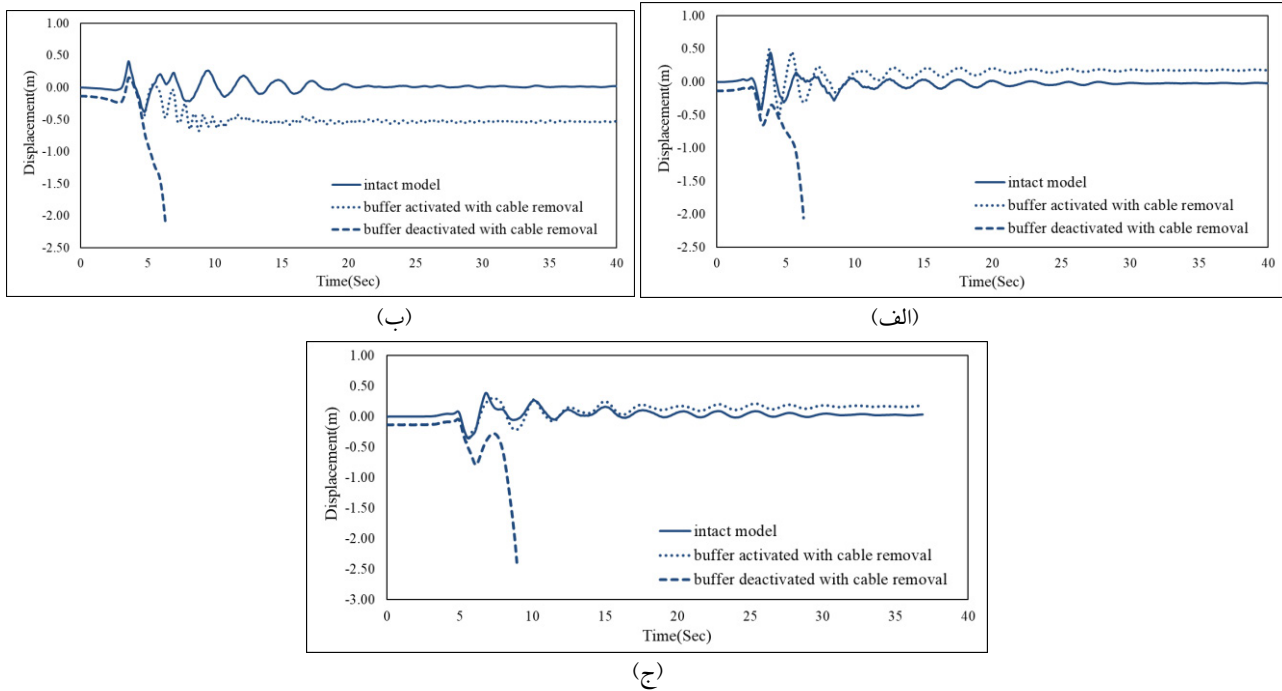 1.00
0.50
0.00
-0.50
-1.00
-1.50
-2.00
-2.50
Displacement(m)
intact model
buffer activated with cable removal
buffer deactivated with cable removal
0 5 10 15 20 25 30 35 40
Time(Sec)
(ب)
1.00
0.50
0.00
-0.50
-1.00
-1.50
-2.00
-2.50
Displacement(m)
intact model
buffer activated with cable removal
buffer deactivated with cable removal
0 5 10 15 20 25 30 35 40
Time(Sec)
(الف)
1.00
0.50
0.00
-0.50
-1.00
-1.50
-2.00
-2.50
-3.00
Displacement(m)
intact model
buffer activated with cable removal
buffer deactivated with cable removal
0 5 10 15 20 25 30 35 40
Time(Sec)
(ج)